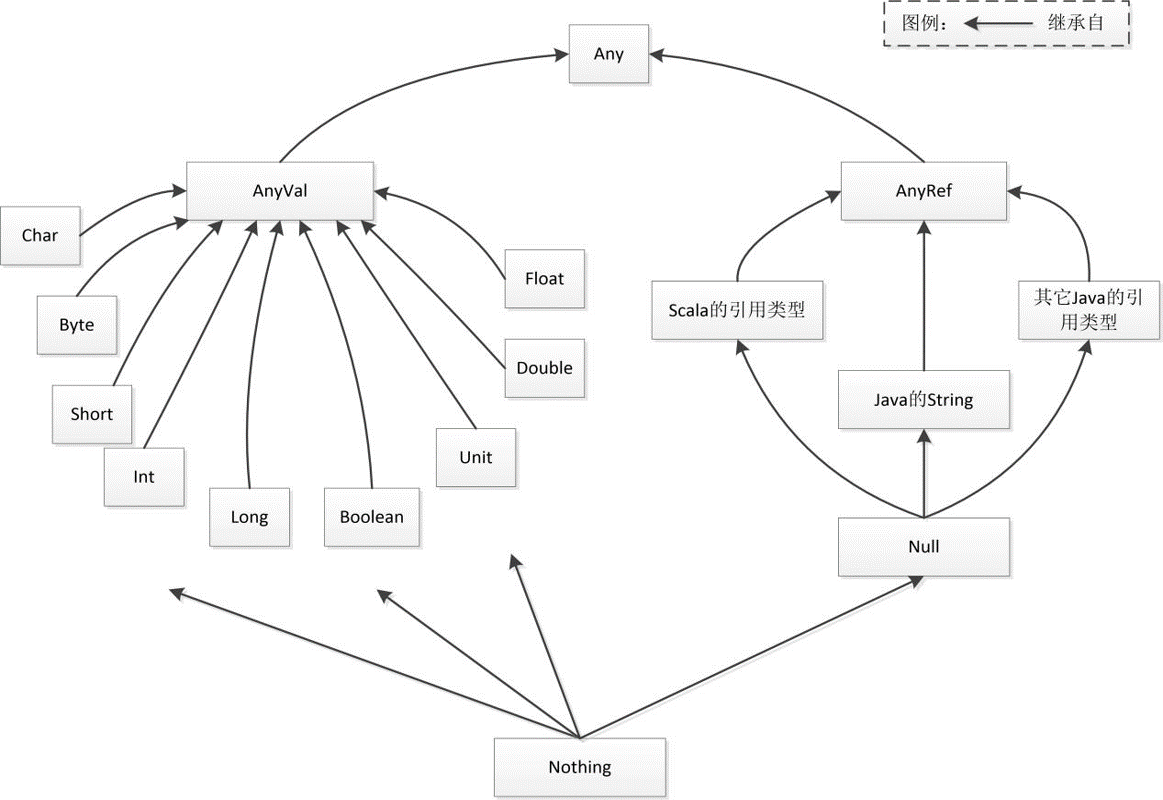 图例： 继承自
Any
AnyVal
AnyRef
Char
Float
Scala的引用类型
其它Java的引
用类型
Byte
Double
Java的String
Short
Unit
Int
Long
Boolean
Null
Nothing